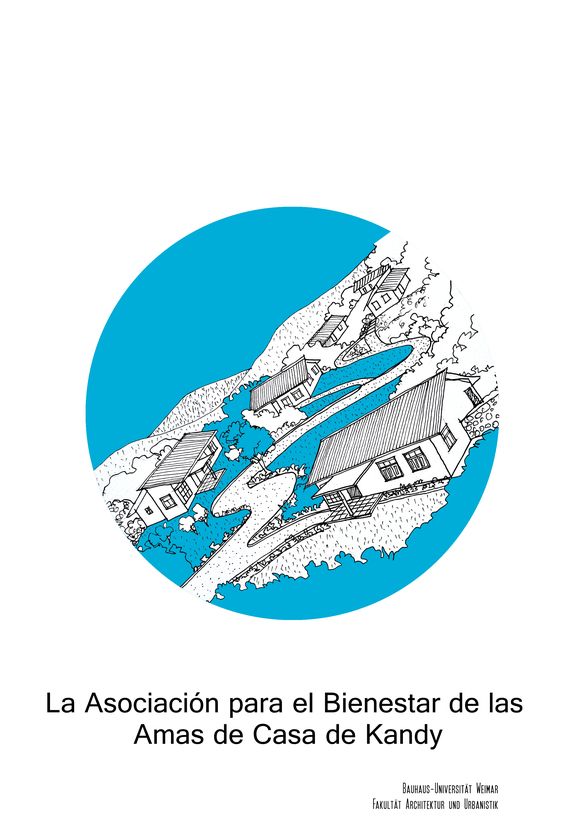 La Asociación para el Bienestar de las
Amas de Casa de Kandy
Bauhaus-Universität Weimar
Fakultät Architektur und Urbanistik